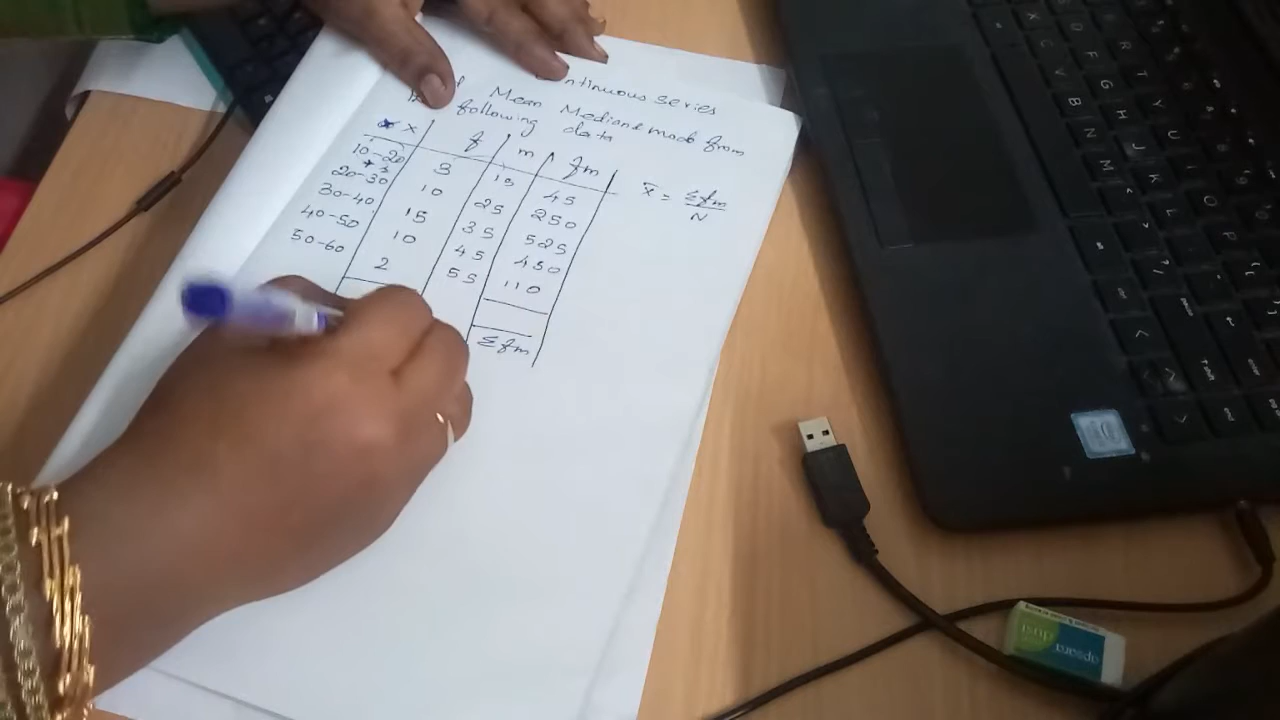 continuous series
Mean Median & mode from
following data
x f m fm
10-20 3 15 45
20-30 10 25 250
30-40 15 35 525
40-50 10 45 450
50-60 2 55 110
Σfm
x̄ = Σfm
N
apsara